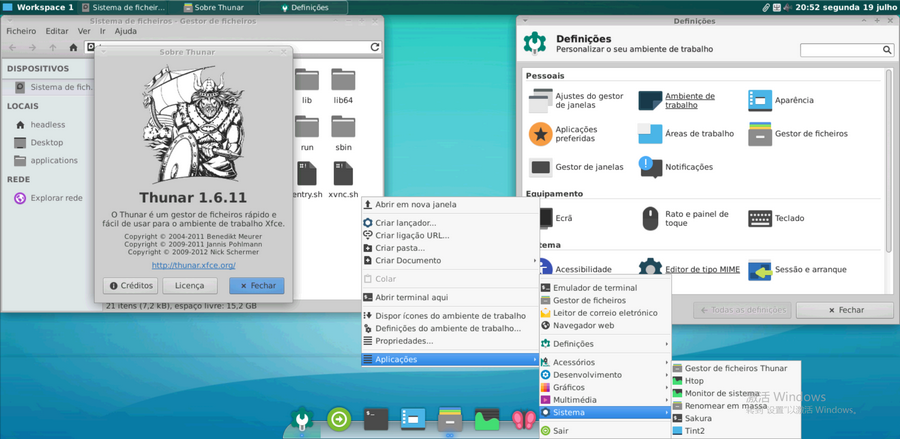 Workspace 1
Sistema de ficheir...
Sobre Thunar
Definições
20:52 segunda 19 julho
Sistema de ficheiros - Gestor de ficheiros
Ficheiro Editar Ver Ir Ajuda
DISPOSITIVOS
Sistema de fich...
LOCAIS
headless
Desktop
applications
REDE
Explorar rede
lib
lib64
run
sbin
entry.sh
xvnc.sh
21 itens (7,2 kB), espaço livre: 15,2 GB
Sobre Thunar
Thunar 1.6.11
O Thunar é um gestor de ficheiros rápido e
fácil de usar para o ambiente de trabalho Xfce.
Copyright © 2004-2011 Benedikt Meurer
Copyright © 2009-2011 Jannis Pohlmann
Copyright © 2009-2012 Nick Schermer
http://thunar.xfce.org/
Créditos
Licença
Fechar
Definições
Definições
Personalizar o seu ambiente de trabalho
Pessoais
Ajustes do gestor
de janelas
Ambiente de
trabalho
Aparência
Aplicações
preferidas
Áreas de trabalho
Gestor de ficheiros
Gestor de janelas
Notificações
Equipamento
Ecrã
Rato e painel de
toque
Teclado
Acessibilidade
Editor de tipo MIME
Sessão e arranque
Todas as definições
Fechar
Abrir em nova janela
Criar lançador...
Criar ligação URL...
Criar pasta...
Criar Documento
Colar
Abrir terminal aqui
Dispor ícones do ambiente de trabalho
Definições do ambiente de trabalho...
Propriedades...
Aplicações
Emulador de terminal
Gestor de ficheiros
Leitor de correio eletrónico
Navegador web
Definições
Acessórios
Desenvolvimento
Gráficos
Multimédia
Sistema
Sair
Gestor de ficheiros Thunar
Htop
Monitor de sistema
Renomear em massa
Sakura
Tint2
激活 Windows
转到"设置"以激活 Windows。